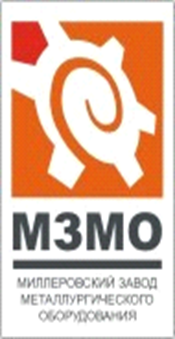 МЗМО
МИЛЛЕРОВСКИЙ ЗАВОД
МЕТАЛЛУРГИЧЕСКОГО
ОБОРУДОВАНИЯ